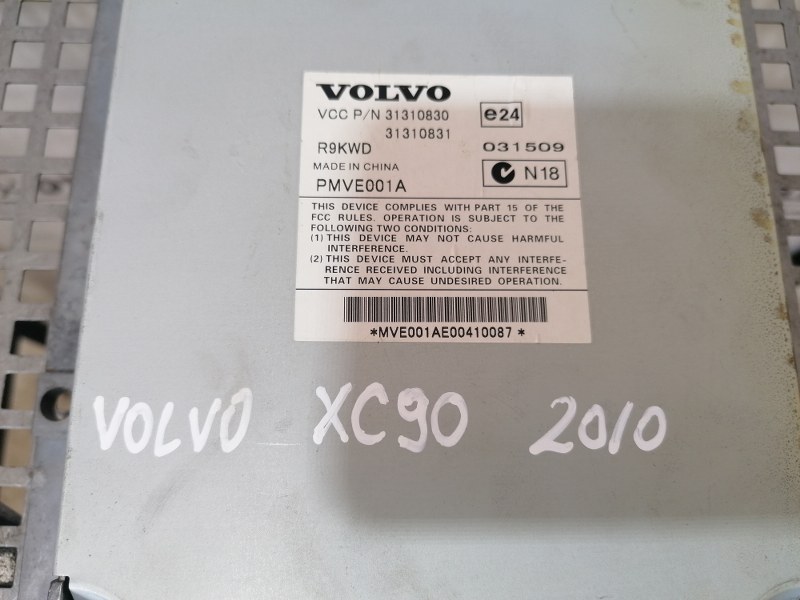 VOLVO
VCC P/N 31310830 e24
31310831
R9KWD 031509
MADE IN CHINA
PMVE001A N18
THIS DEVICE COMPLIES WITH PART 15 OF THE
FCC RULES. OPERATION IS SUBJECT TO THE
FOLLOWING TWO CONDITIONS:
(1) THIS DEVICE MAY NOT CAUSE HARMFUL
INTERFERENCE.
(2) THIS DEVICE MUST ACCEPT ANY INTERFE-
RENCE RECEIVED INCLUDING INTERFERENCE
THAT MAY CAUSE UNDESIRED OPERATION.
*MVE001AE00410087*
VOLVO XC90 2010